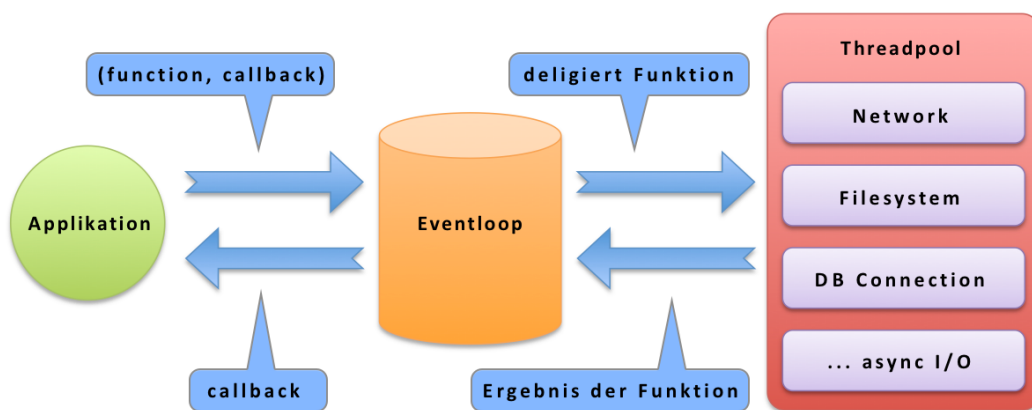 (function, callback)
deligiert Funktion
Threadpool
Network
Applikation
Eventloop
Filesystem
DB Connection
callback
Ergebnis der Funktion
... async I/O